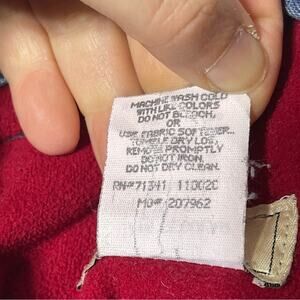 MACHINE WASH COLD
WITH LIKE COLORS
DO NOT BLEACH,
OR
USE FABRIC SOFTENER.
TUMBLE DRY LOW,
REMOVE PROMPTLY
DO NOT IRON.
DO NOT DRY CLEAN.
RN# 71341 11002C
MO# 207962